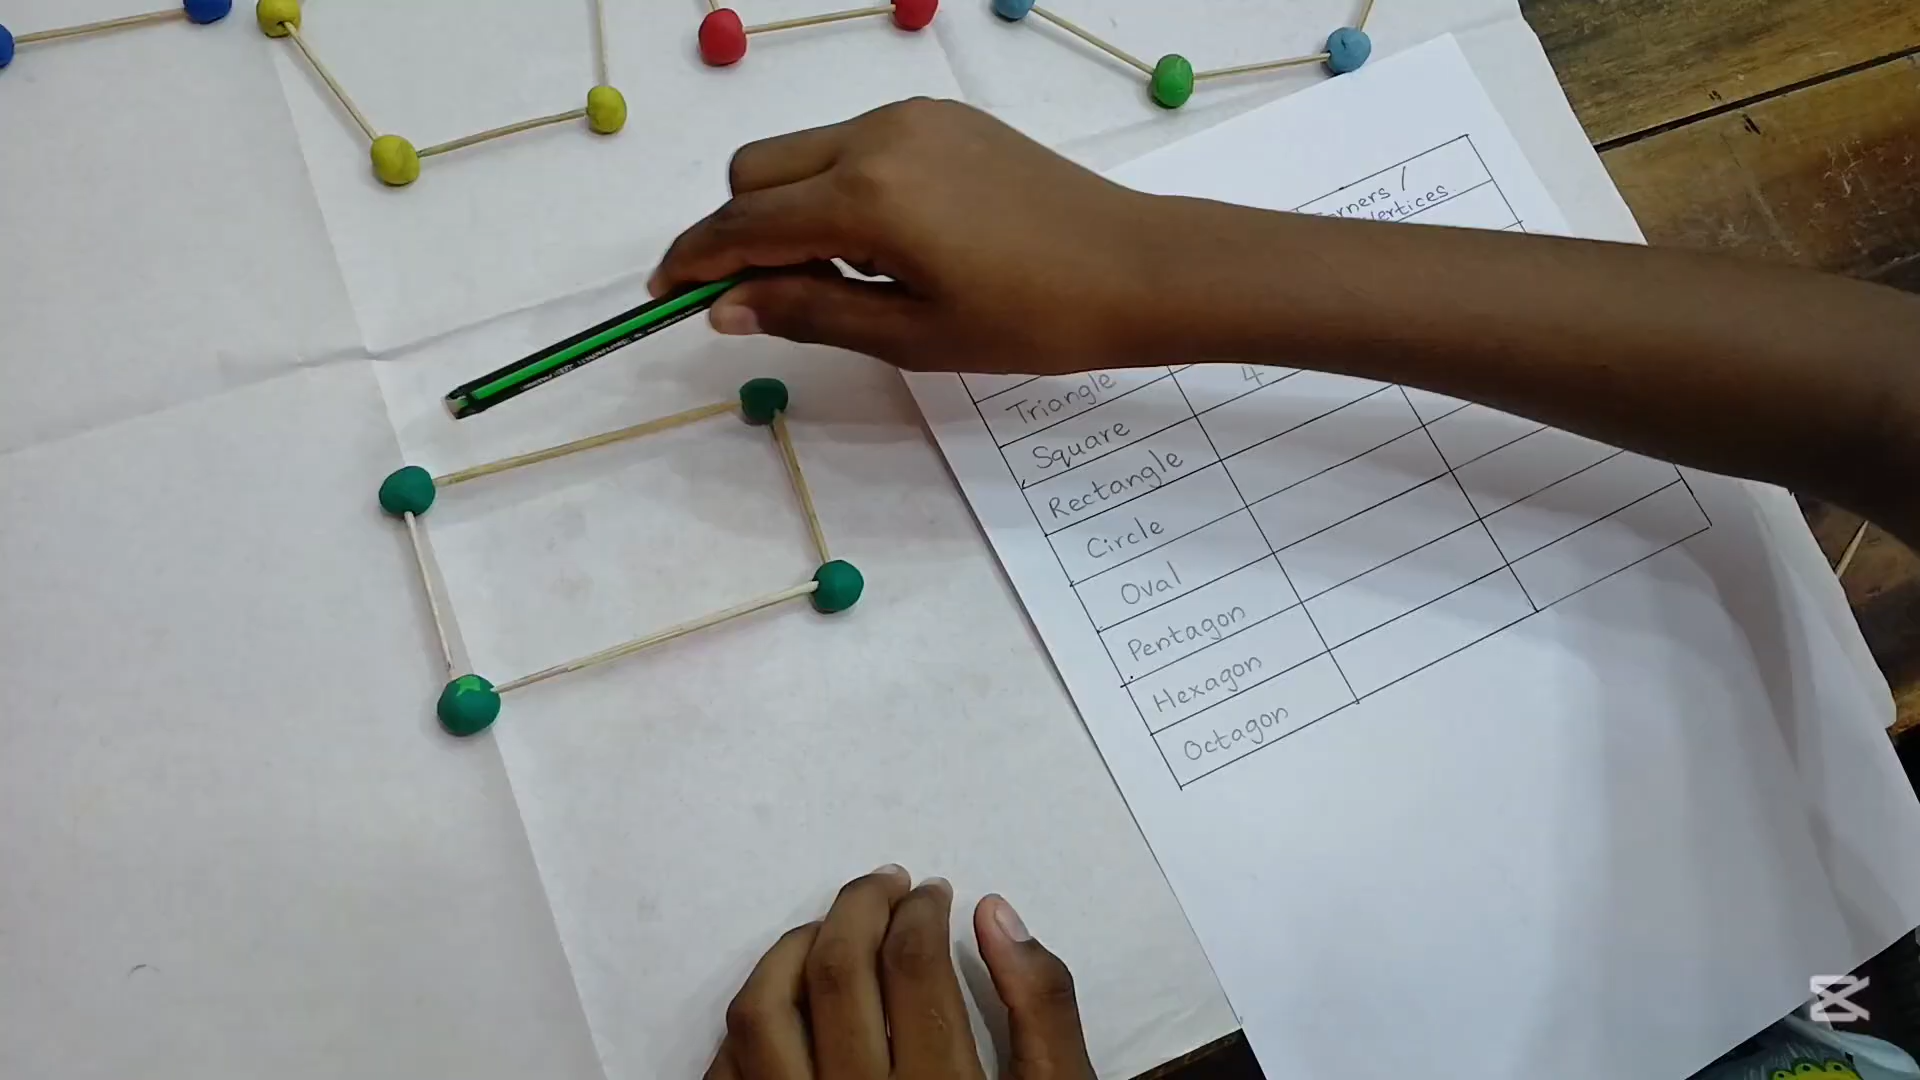 Corners /
Vertices
Triangle
Square 4
Rectangle
Circle
Oval
Pentagon
Hexagon
Octagon